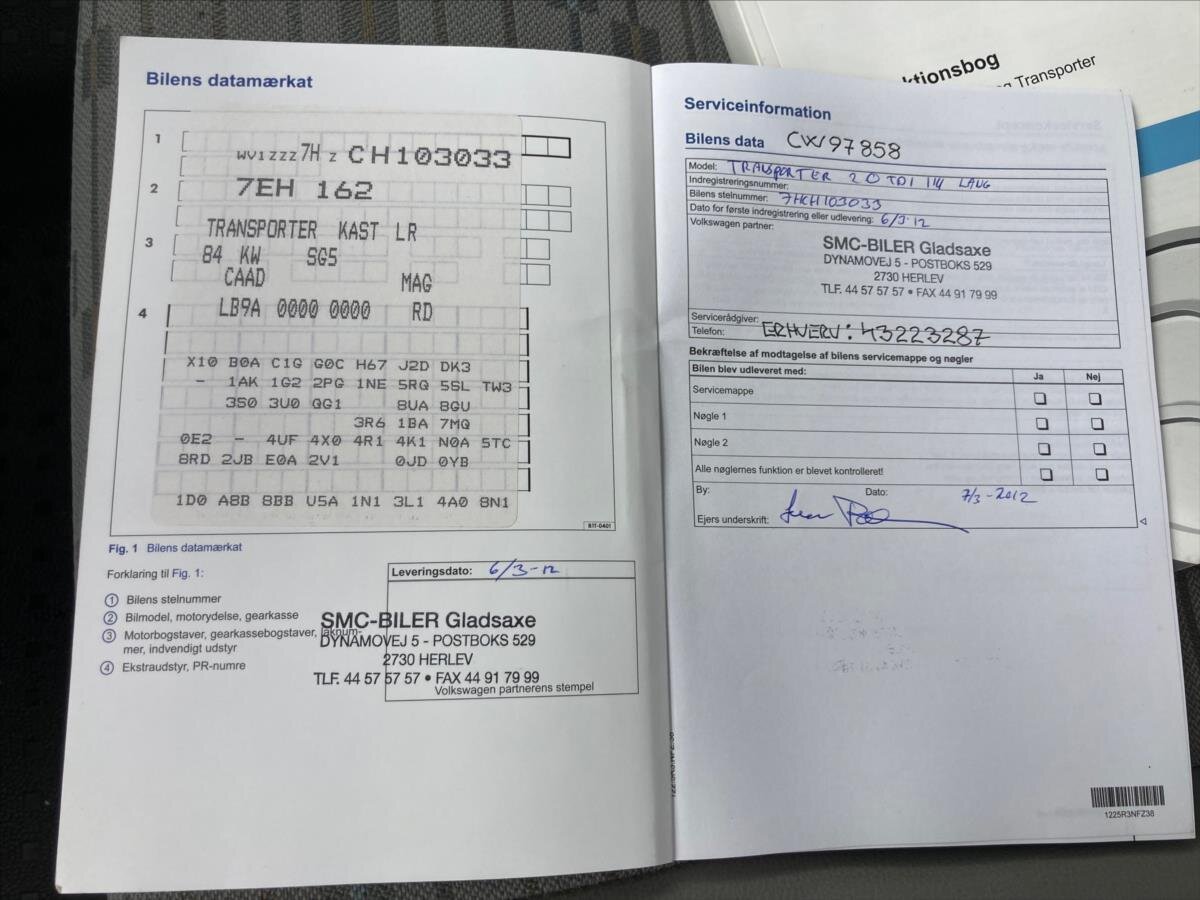 Bilens datamærkat
1
WV1ZZZ7H Z CH103033
2
7EH 162
TRANSPORTER KAST LR
3
84 KW SG5
CAAD MAG
4
LB9A 0000 0000 RD
X10 B0A C1G G0C H67 J2D DK3
- 1AK 1G2 2PG 1NE 5RQ 5SL TW3
350 3U0 QG1 8UA 8GU
3R6 1BA 7MQ
0E2 - 4UF 4X0 4R1 4K1 N0A 5TC
8RD 2JB E0A 2V1 0JD 0YB
1D0 A8B 8BB U5A 1N1 3L1 4A0 8N1
B1T-0401
Fig. 1 Bilens datamærkat
Forklaring til Fig. 1:
1 Bilens stelnummer
2 Bilmodel, motorydelse, gearkasse
3 Motorbogstaver, gearkassebogstaver, laknum-
mer, indvendigt udstyr
4 Ekstraudstyr, PR-numre
Leveringsdato: 6/3-12
SMC-BILER Gladsaxe
DYNAMOVEJ 5 - POSTBOKS 529
2730 HERLEV
TLF. 44 57 57 57 • FAX 44 91 79 99
Volkswagen partnerens stempel
ktionsbog
Transporter
Serviceinformation
Bilens data CW97858
Model: TRANSPORTER 2.0 TDI 114 LANG
Indregistreringsnummer:
Bilens stelnummer: 7HCH103033
Dato for første indregistrering eller udlevering: 6/3-12
Volkswagen partner:
SMC-BILER Gladsaxe
DYNAMOVEJ 5 - POSTBOKS 529
2730 HERLEV
TLF. 44 57 57 57 • FAX 44 91 79 99
Servicerådgiver:
Telefon: ERHVERV: 43223287
Bekræftelse af modtagelse af bilens servicemappe og nøgler
Bilen blev udleveret med: Ja Nej
Servicemappe
Nøgle 1
Nøgle 2
Alle nøglernes funktion er blevet kontrolleret!
By: Dato: 7/3-2012
Ejers underskrift:
1225R3NFZ38